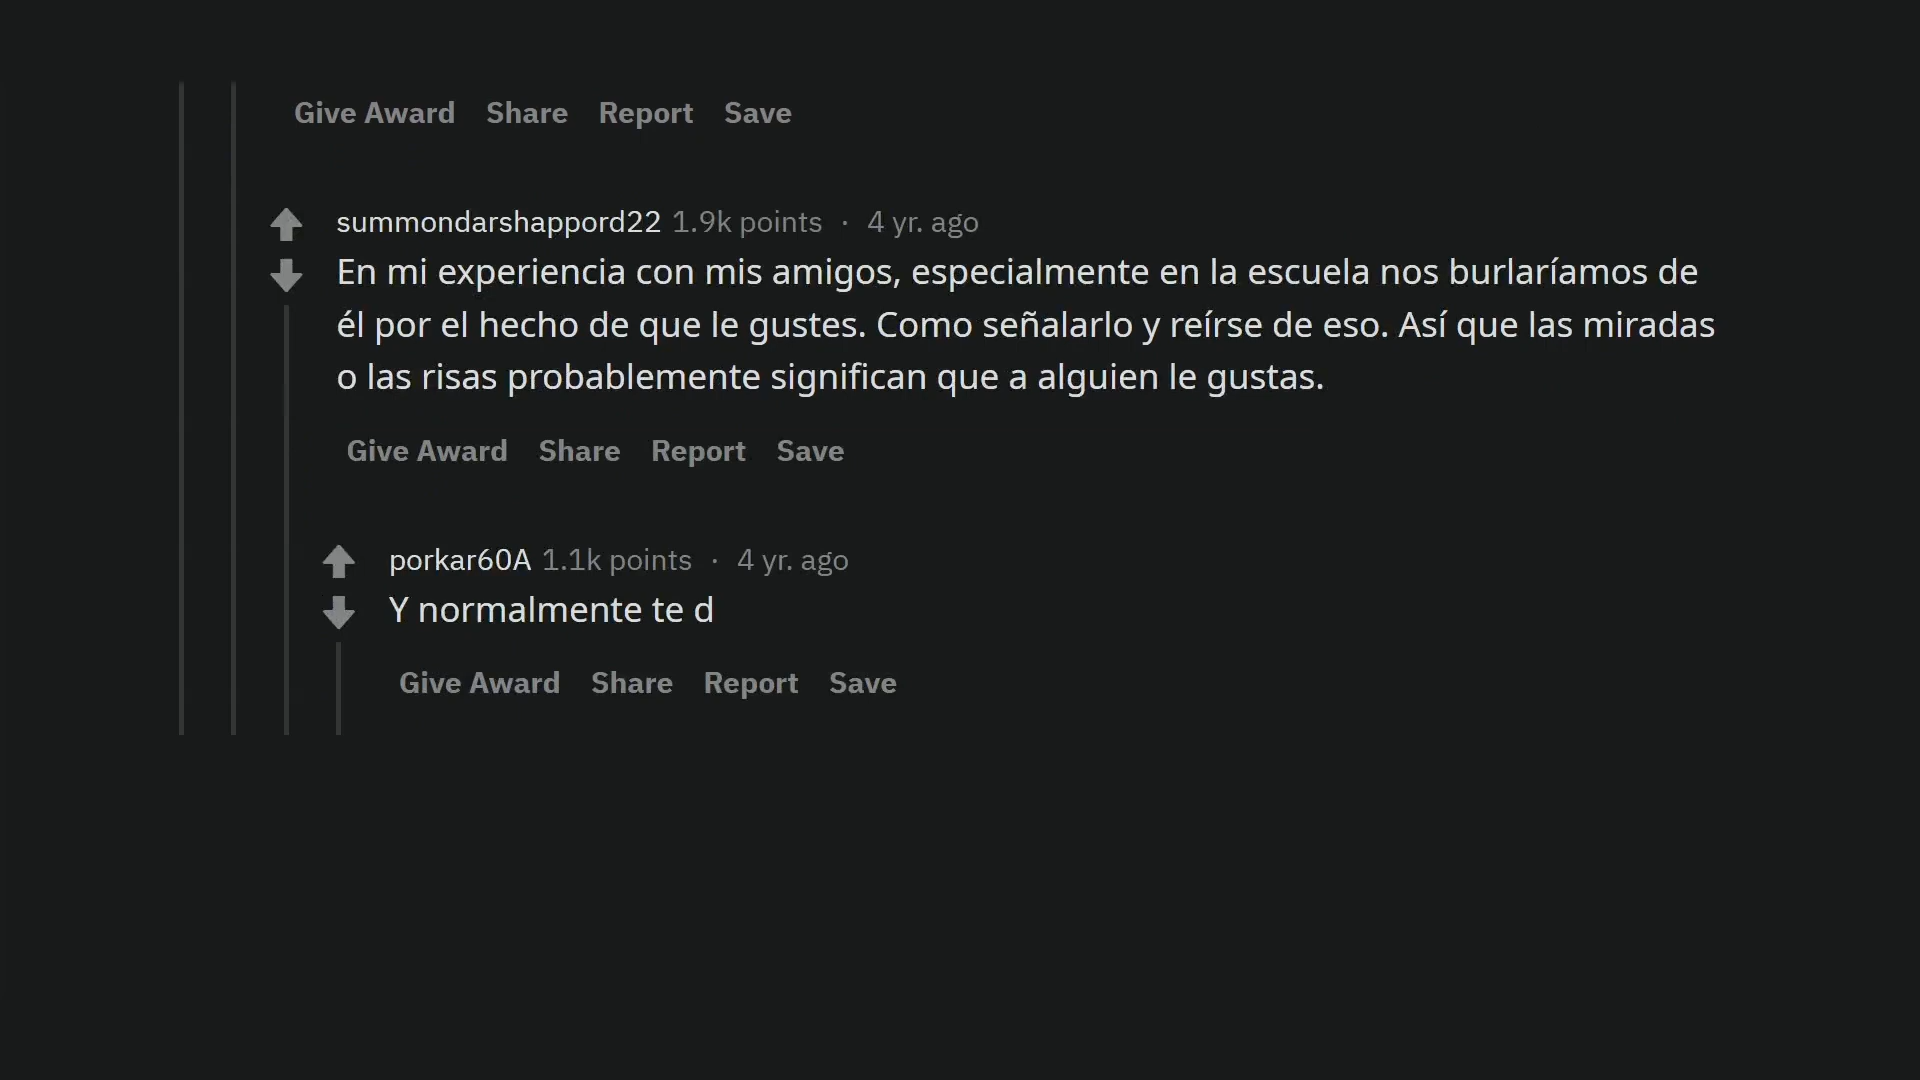 Give Award Share Report Save
summondarshappord22 1.9k points · 4 yr. ago
En mi experiencia con mis amigos, especialmente en la escuela nos burlaríamos de
él por el hecho de que le gustes. Como señalarlo y reírse de eso. Así que las miradas
o las risas probablemente significan que a alguien le gustas.
Give Award Share Report Save
porkar60A 1.1k points · 4 yr. ago
Y normalmente te d
Give Award Share Report Save